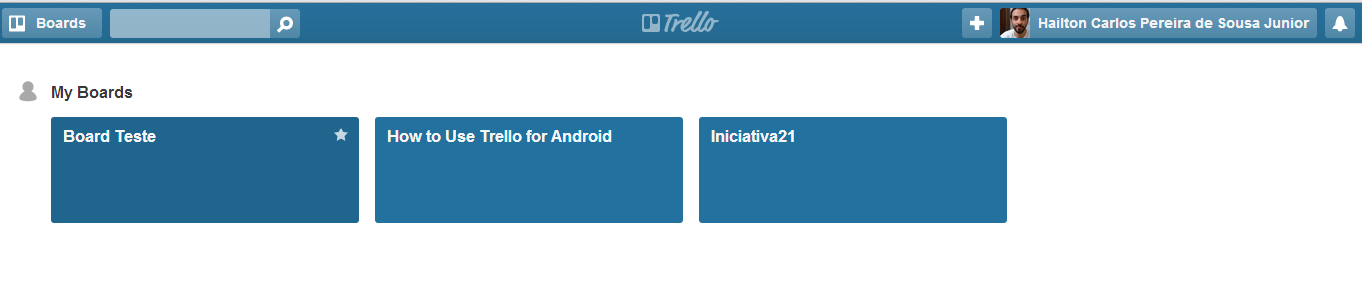 Boards
Trello
Hailton Carlos Pereira de Sousa Junior
My Boards
Board Teste
How to Use Trello for Android
Iniciativa21